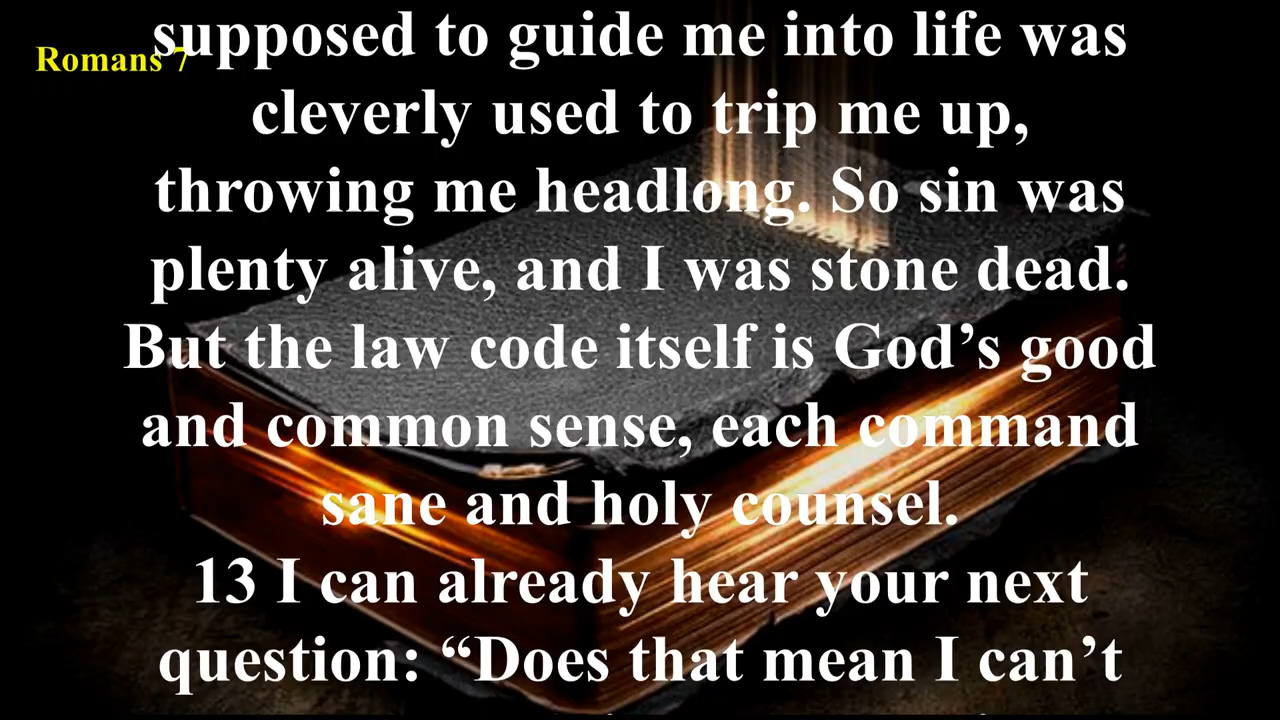 Romans 7
supposed to guide me into life was
cleverly used to trip me up,
throwing me headlong. So sin was
plenty alive, and I was stone dead.
But the law code itself is God’s good
and common sense, each command
sane and holy counsel.
13 I can already hear your next
question: “Does that mean I can’t